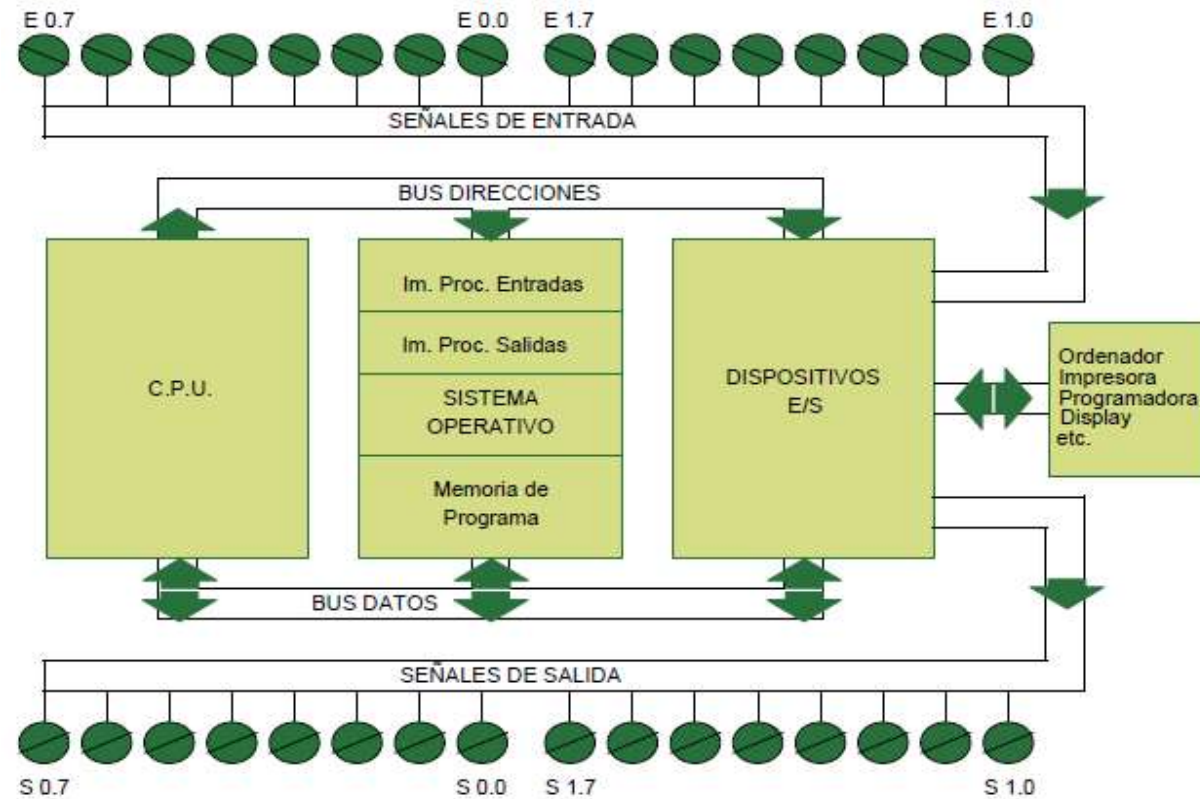 E 0.7
E 0.0
E 1.7
E 1.0
SEÑALES DE ENTRADA
BUS DIRECCIONES
C.P.U.
Im. Proc. Entradas
Im. Proc. Salidas
SISTEMA
OPERATIVO
Memoria de
Programa
DISPOSITIVOS
E/S
Ordenador
Impresora
Programadora
Display
etc.
BUS DATOS
SEÑALES DE SALIDA
S 0.7
S 0.0
S 1.7
S 1.0